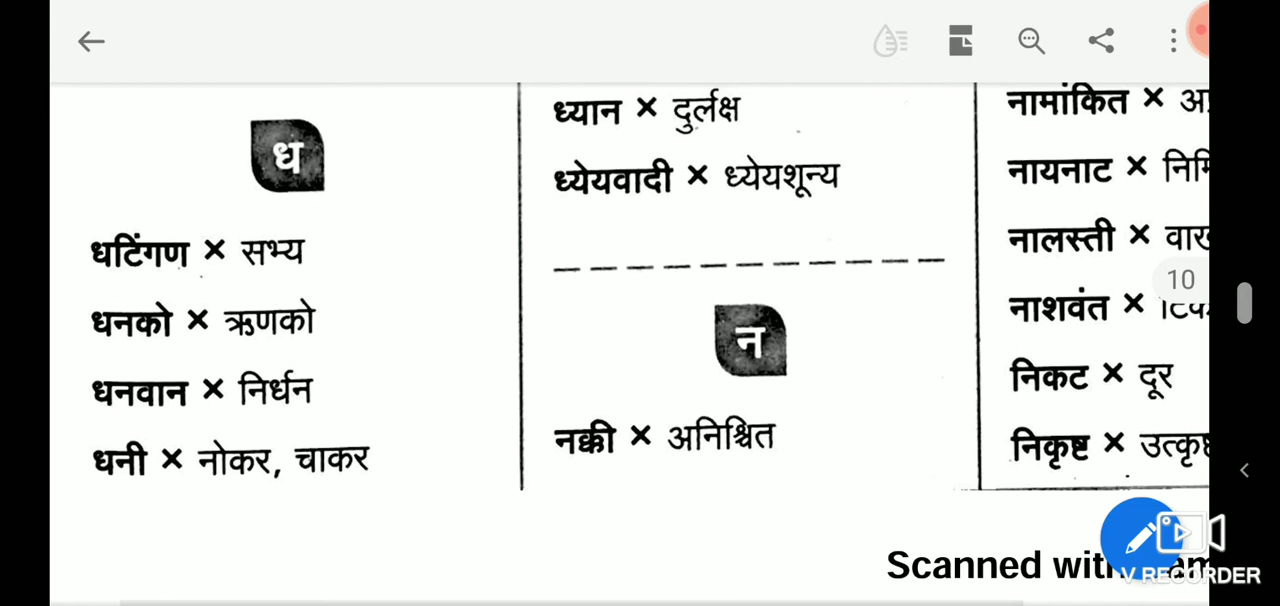 ध
धटिंगण × सभ्य
धनको × ऋणको
धनवान × निर्धन
धनी × नोकर, चाकर
ध्यान × दुर्लक्ष
ध्येयवादी × ध्येयशून्य
न
नक्की × अनिश्चित
नामांकित ×
नायनाट ×
नालस्ती ×
नाशवंत ×
निकट × दूर
निकृष्ट ×
10
Scanned with
V RECORDER